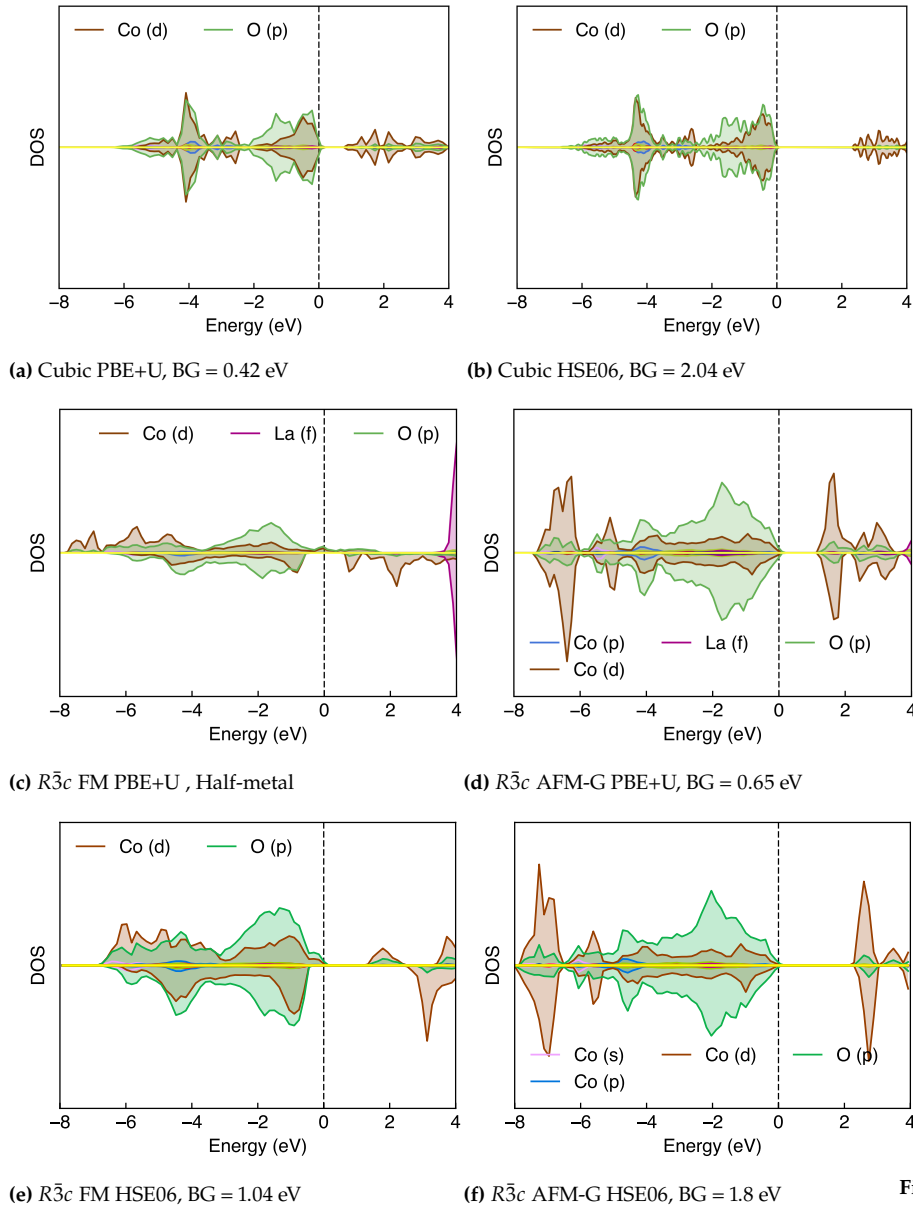 Co (d) O (p)
DOS
−8 −6 −4 −2 0 2 4
Energy (eV)
(a) Cubic PBE+U, BG = 0.42 eV
Co (d) O (p)
DOS
−8 −6 −4 −2 0 2 4
Energy (eV)
(b) Cubic HSE06, BG = 2.04 eV
Co (d) La (f) O (p)
DOS
−8 −6 −4 −2 0 2 4
Energy (eV)
(c) R3̄c FM PBE+U , Half-metal
DOS
Co (p) La (f) O (p)
Co (d)
−8 −6 −4 −2 0 2 4
Energy (eV)
(d) R3̄c AFM-G PBE+U, BG = 0.65 eV
Co (d) O (p)
DOS
−8 −6 −4 −2 0 2 4
Energy (eV)
(e) R3̄c FM HSE06, BG = 1.04 eV
DOS
Co (s) Co (d) O (p)
Co (p)
−8 −6 −4 −2 0 2 4
Energy (eV)
(f) R3̄c AFM-G HSE06, BG = 1.8 eV